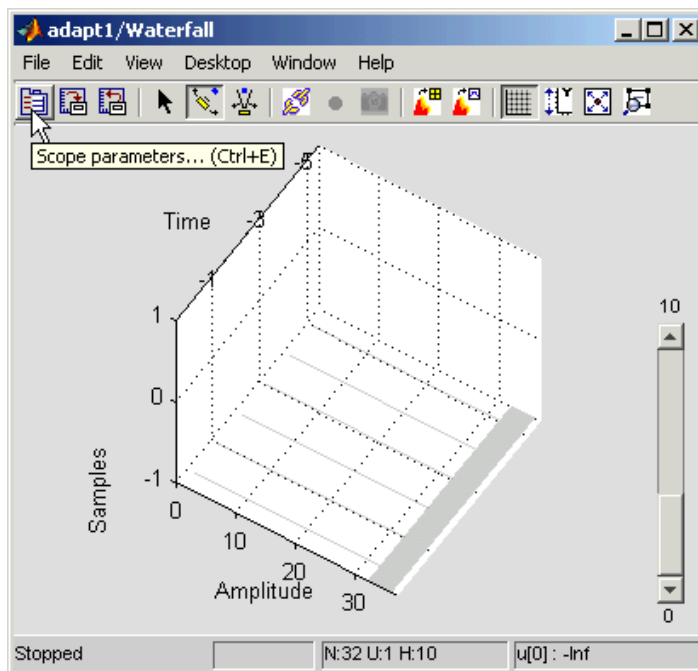 adapt1/Waterfall
File Edit View Desktop Window Help
Scope parameters... (Ctrl+E)
-5
Time -3
-1
1
0
-1
Samples
0
10
20
30
Amplitude
10
0
Stopped N:32 U:1 H:10 u[0] : -Inf